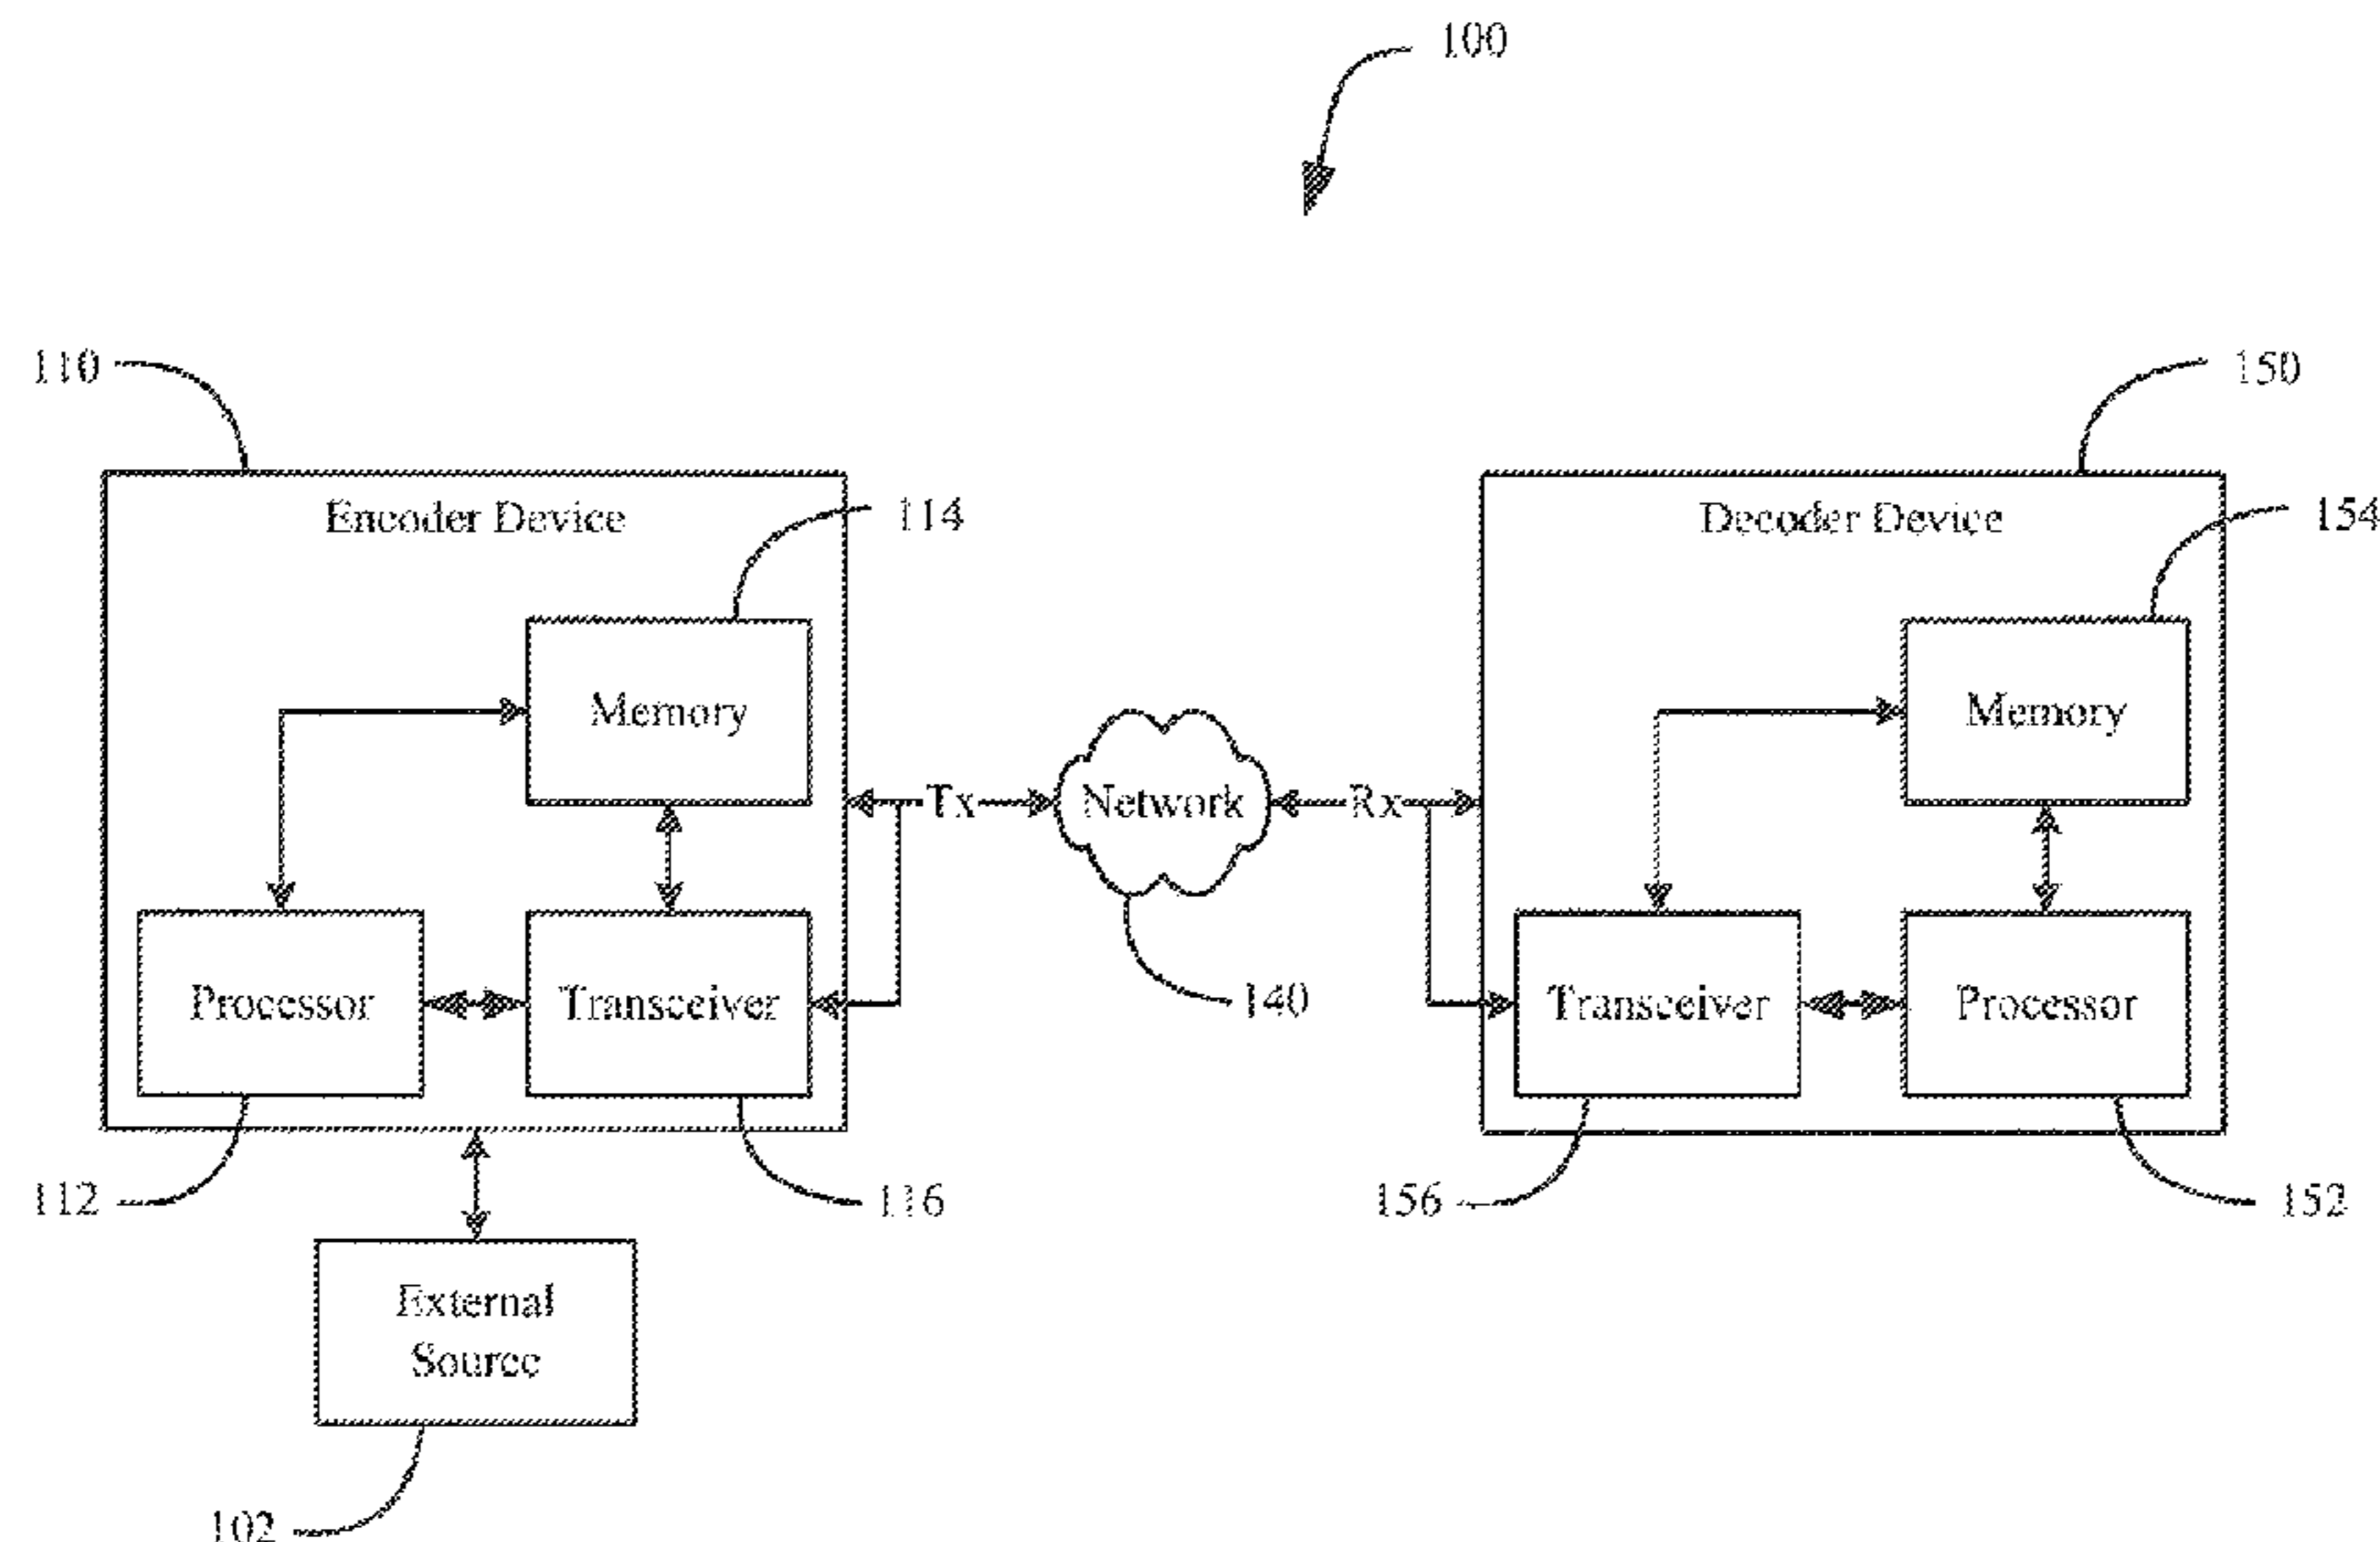 100
110
150
Encoder Device
114
Decoder Device
154
Memory
Memory
Tx
Network
Rx
Processor
Transceiver
140
Transceiver
Processor
112
116
156
152
External
Source
102